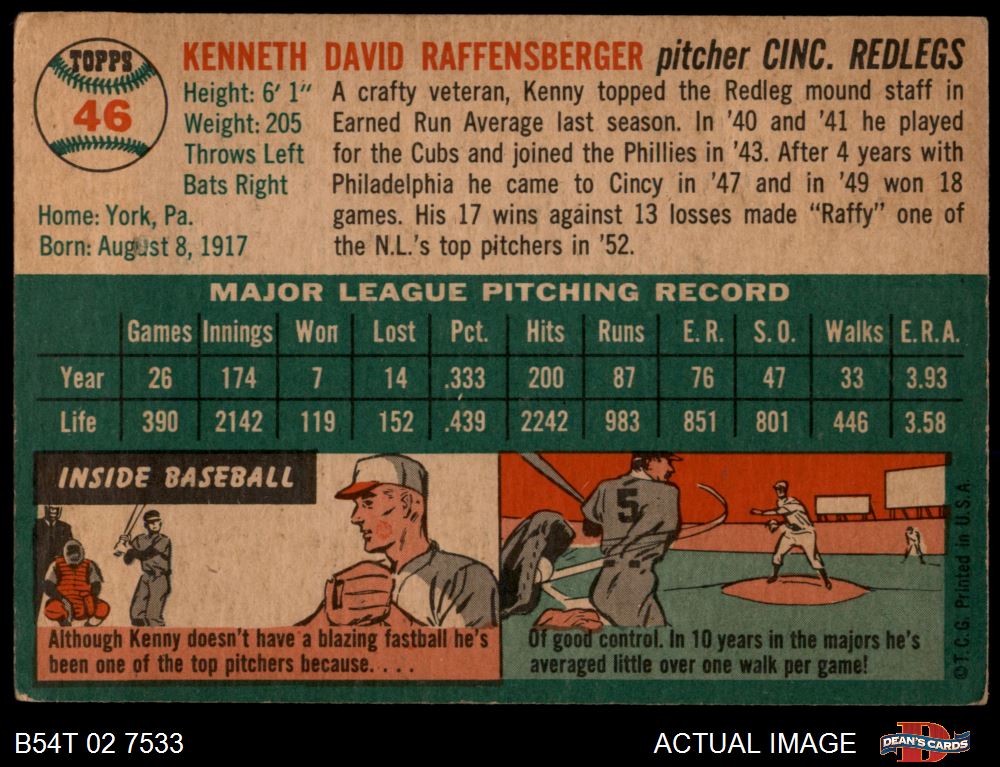 TOPPS
46
KENNETH DAVID RAFFENSBERGER pitcher CINC. REDLEGS
Height: 6' 1"
Weight: 205
Throws Left
Bats Right
Home: York, Pa.
Born: August 8, 1917
A crafty veteran, Kenny topped the Redleg mound staff in
Earned Run Average last season. In '40 and '41 he played
for the Cubs and joined the Phillies in '43. After 4 years with
Philadelphia he came to Cincy in '47 and in '49 won 18
games. His 17 wins against 13 losses made "Raffy" one of
the N.L.'s top pitchers in '52.
MAJOR LEAGUE PITCHING RECORD
Games Innings Won Lost Pct. Hits Runs E. R. S. O. Walks E.R.A.
Year 26 174 7 14 .333 200 87 76 47 33 3.93
Life 390 2142 119 152 .439 2242 983 851 801 446 3.58
INSIDE BASEBALL
Although Kenny doesn't have a blazing fastball he's
been one of the top pitchers because. . . .
5
Of good control. In 10 years in the majors he's
averaged little over one walk per game!
©T.C.G. Printed in U.S.A.
B54T 02 7533
ACTUAL IMAGE
D
DEAN'S CARDS